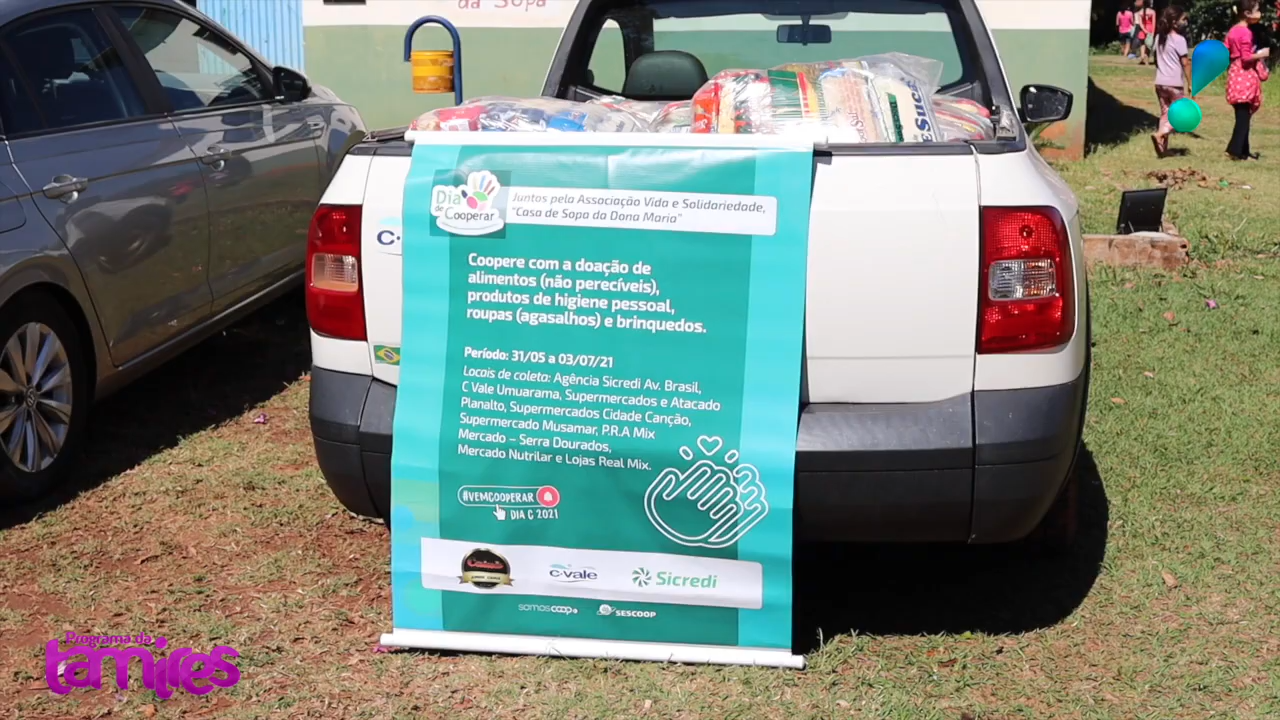 da Sopa
Dia
de Cooperar
Juntos pela Associação Vida e Solidariedade,
"Casa de Sopa da Dona Maria"
Coopere com a doação de
alimentos (não perecíveis),
produtos de higiene pessoal,
roupas (agasalhos) e brinquedos.
Período: 31/05 a 03/07/21
Locais de coleta: Agência Sicredi Av. Brasil,
C Vale Umuarama, Supermercados e Atacado
Planalto, Supermercados Cidade Canção,
Supermercado Musamar, P.R.A Mix
Mercado – Serra Dourados,
Mercado Nutrilar e Lojas Real Mix.
#VEMCOOPERAR
DIA C 2021
c·vale
Sicredi
somoscoop
SESCOOP
Programa da
tamires